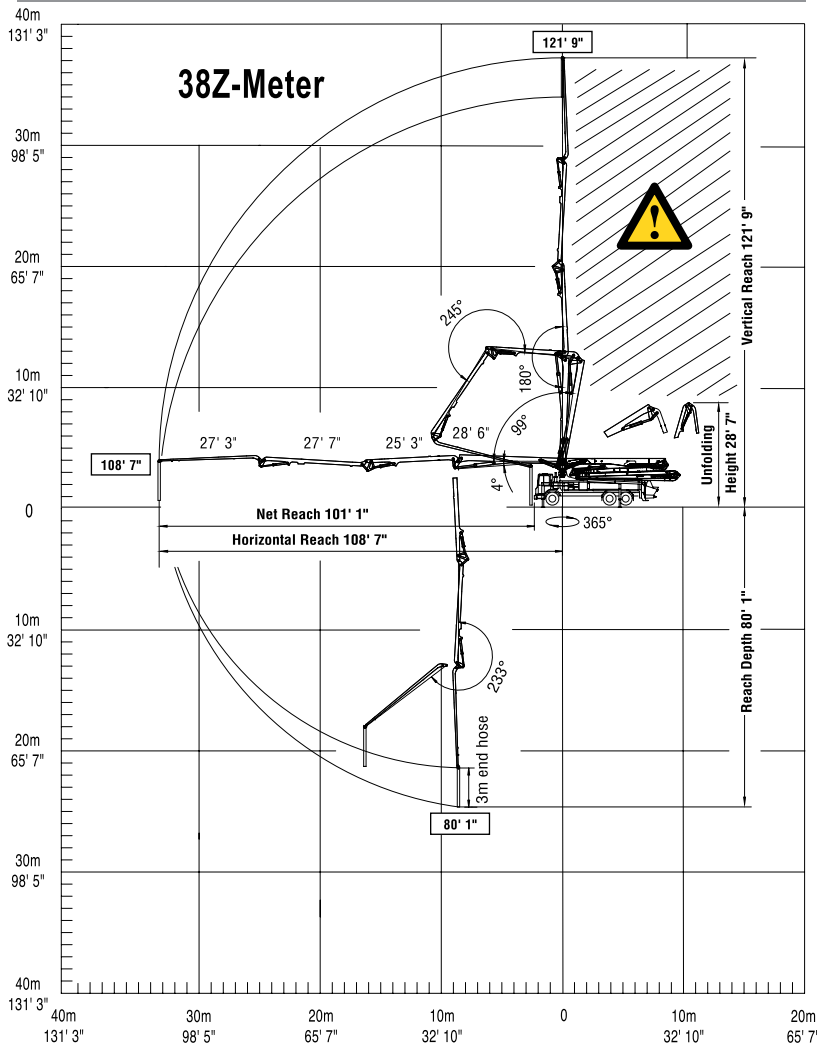 40m
131' 3"
121' 9"
38Z-Meter
30m
98' 5"
!
Vertical Reach 121' 9"
20m
65' 7"
245°
180°
10m
32' 10"
99°
27' 3"
27' 7"
25' 3"
28' 6"
108' 7"
4°
Unfolding
Height 28' 7"
0
Net Reach 101' 1"
365°
Horizontal Reach 108' 7"
10m
32' 10"
233°
Reach Depth 80' 1"
20m
65' 7"
3m end hose
80' 1"
30m
98' 5"
40m
131' 3"
40m
30m
20m
10m
0
10m
20m
131' 3"
98' 5"
65' 7"
32' 10"
32' 10"
65' 7"